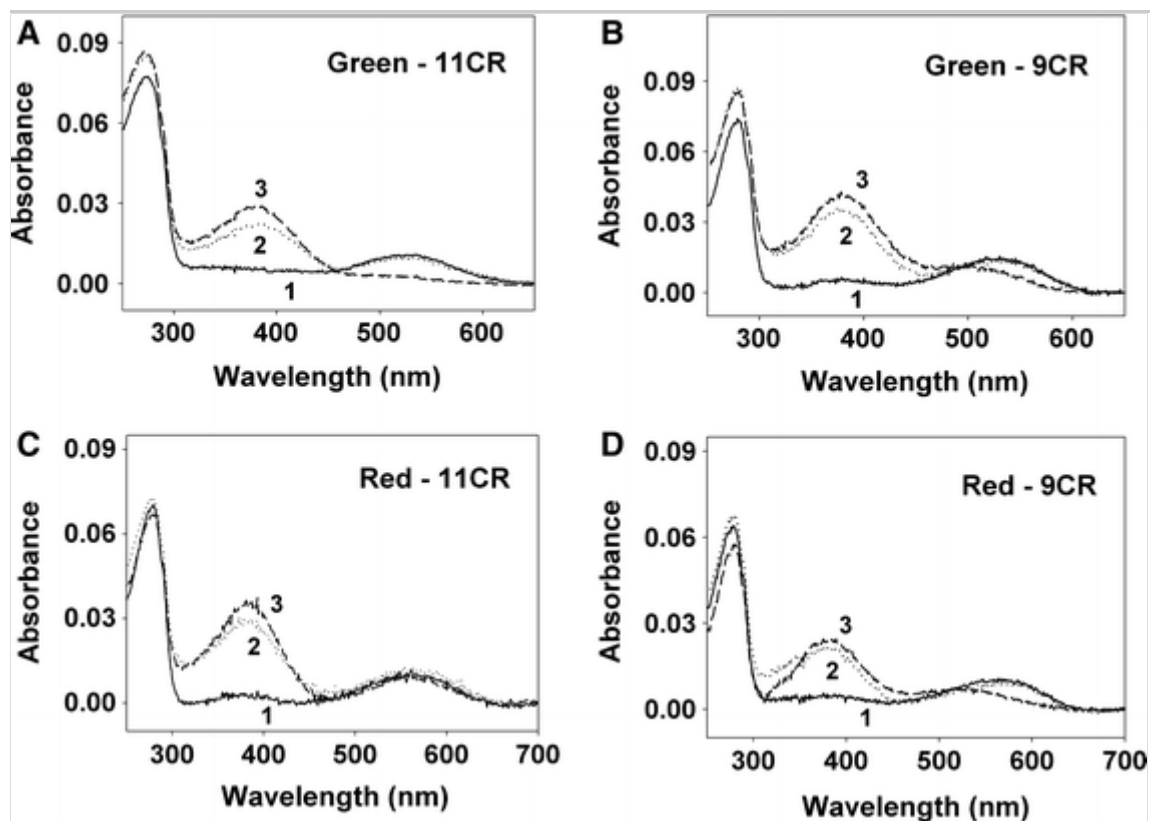 A
Green - 11CR
Absorbance
0.09
0.06
0.03
0.00
3
2
1
300 400 500 600
Wavelength (nm)
B
Green - 9CR
Absorbance
0.09
0.06
0.03
0.00
3
2
1
300 400 500 600
Wavelength (nm)
C
Red - 11CR
Absorbance
0.09
0.06
0.03
0.00
3
2
1
300 400 500 600 700
Wavelength (nm)
D
Red - 9CR
Absorbance
0.09
0.06
0.03
0.00
3
2
1
300 400 500 600 700
Wavelength (nm)